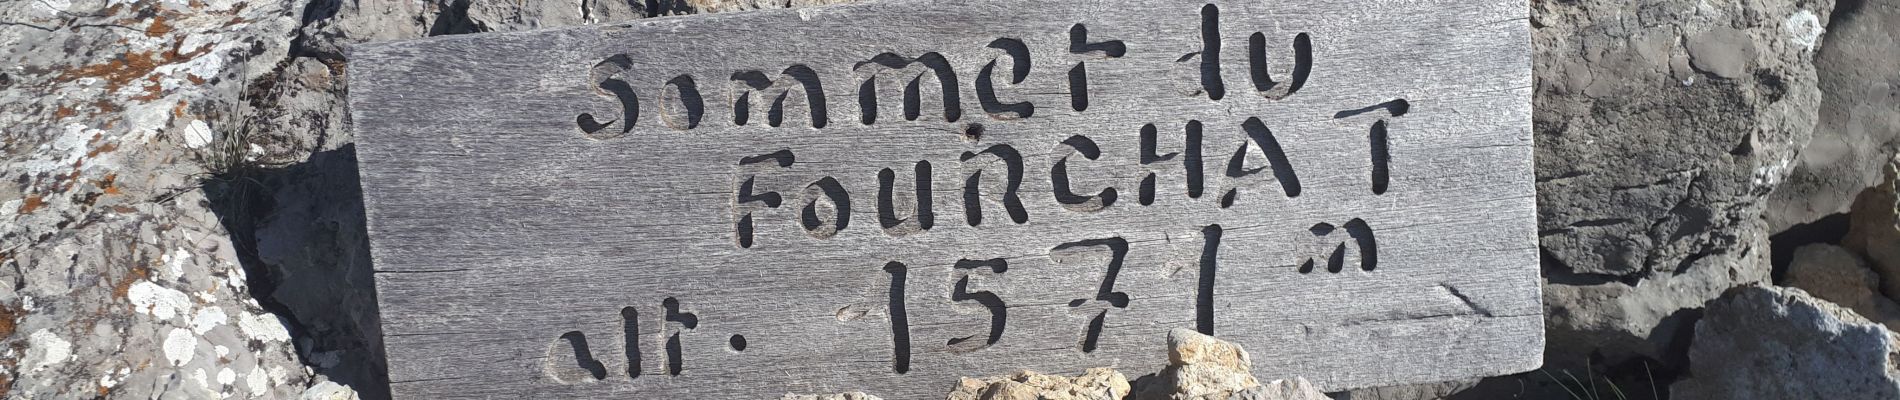 Sommet du
FOURCHAT
alt. 1571 m